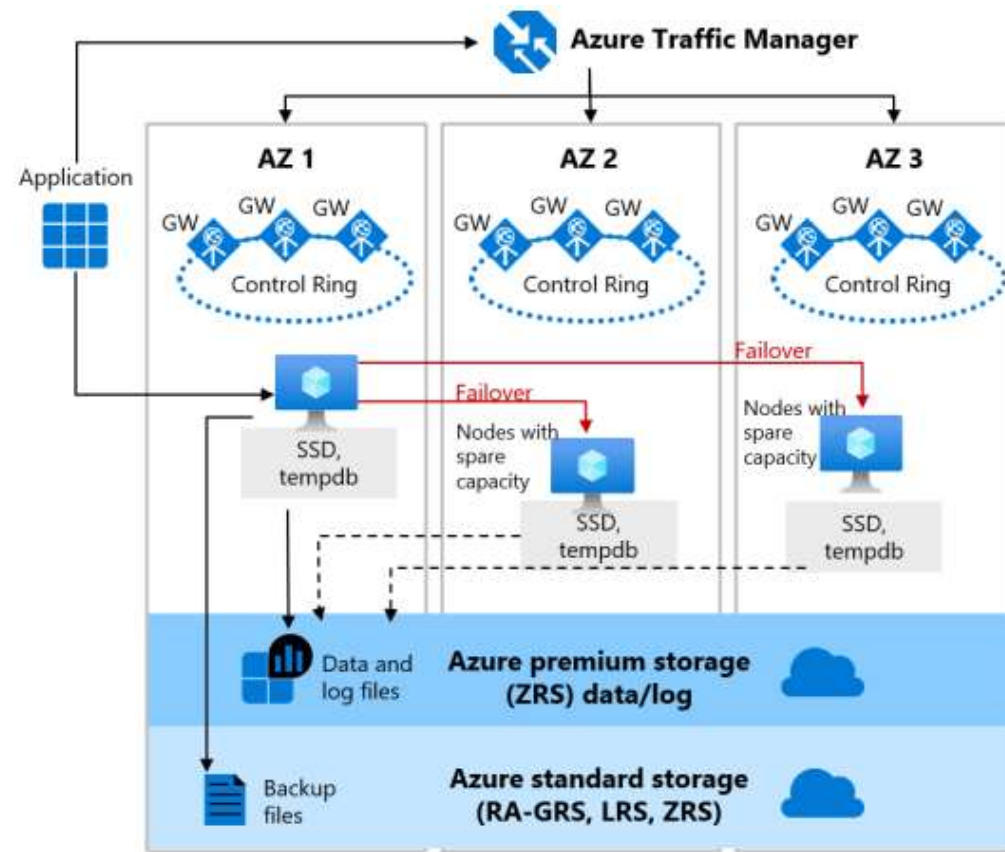 Azure Traffic Manager
Application
AZ 1
AZ 2
AZ 3
GW
GW
GW
Control Ring
GW
GW
GW
Control Ring
GW
GW
GW
Control Ring
Failover
Failover
SSD,
tempdb
Nodes with
spare
capacity
SSD,
tempdb
Nodes with
spare
capacity
SSD,
tempdb
Data and
log files
Azure premium storage
(ZRS) data/log
Backup
files
Azure standard storage
(RA-GRS, LRS, ZRS)